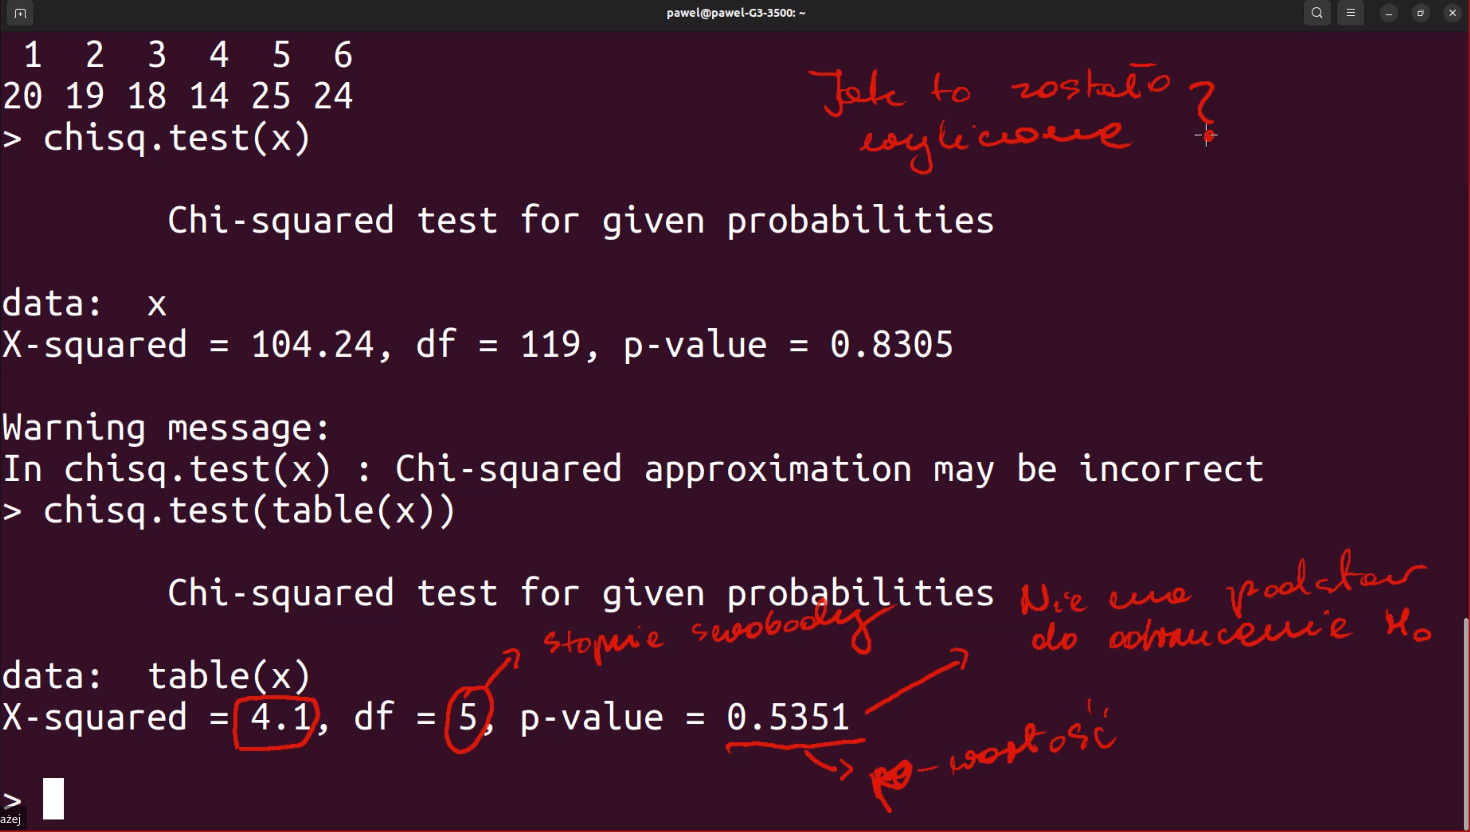 pawel@pawel-G3-3500: ~
1 2 3 4 5 6
20 19 18 14 25 24
Jak to zostało
wyliczone ?
> chisq.test(x)
Chi-squared test for given probabilities
data: x
X-squared = 104.24, df = 119, p-value = 0.8305
Warning message:
In chisq.test(x) : Chi-squared approximation may be incorrect
> chisq.test(table(x))
Chi-squared test for given probabilities
Nie ma podstaw
do odrzucenie H₀
stopnie swobody
data: table(x)
X-squared = 4.1, df = 5, p-value = 0.5351
p-wartość
>
ażej